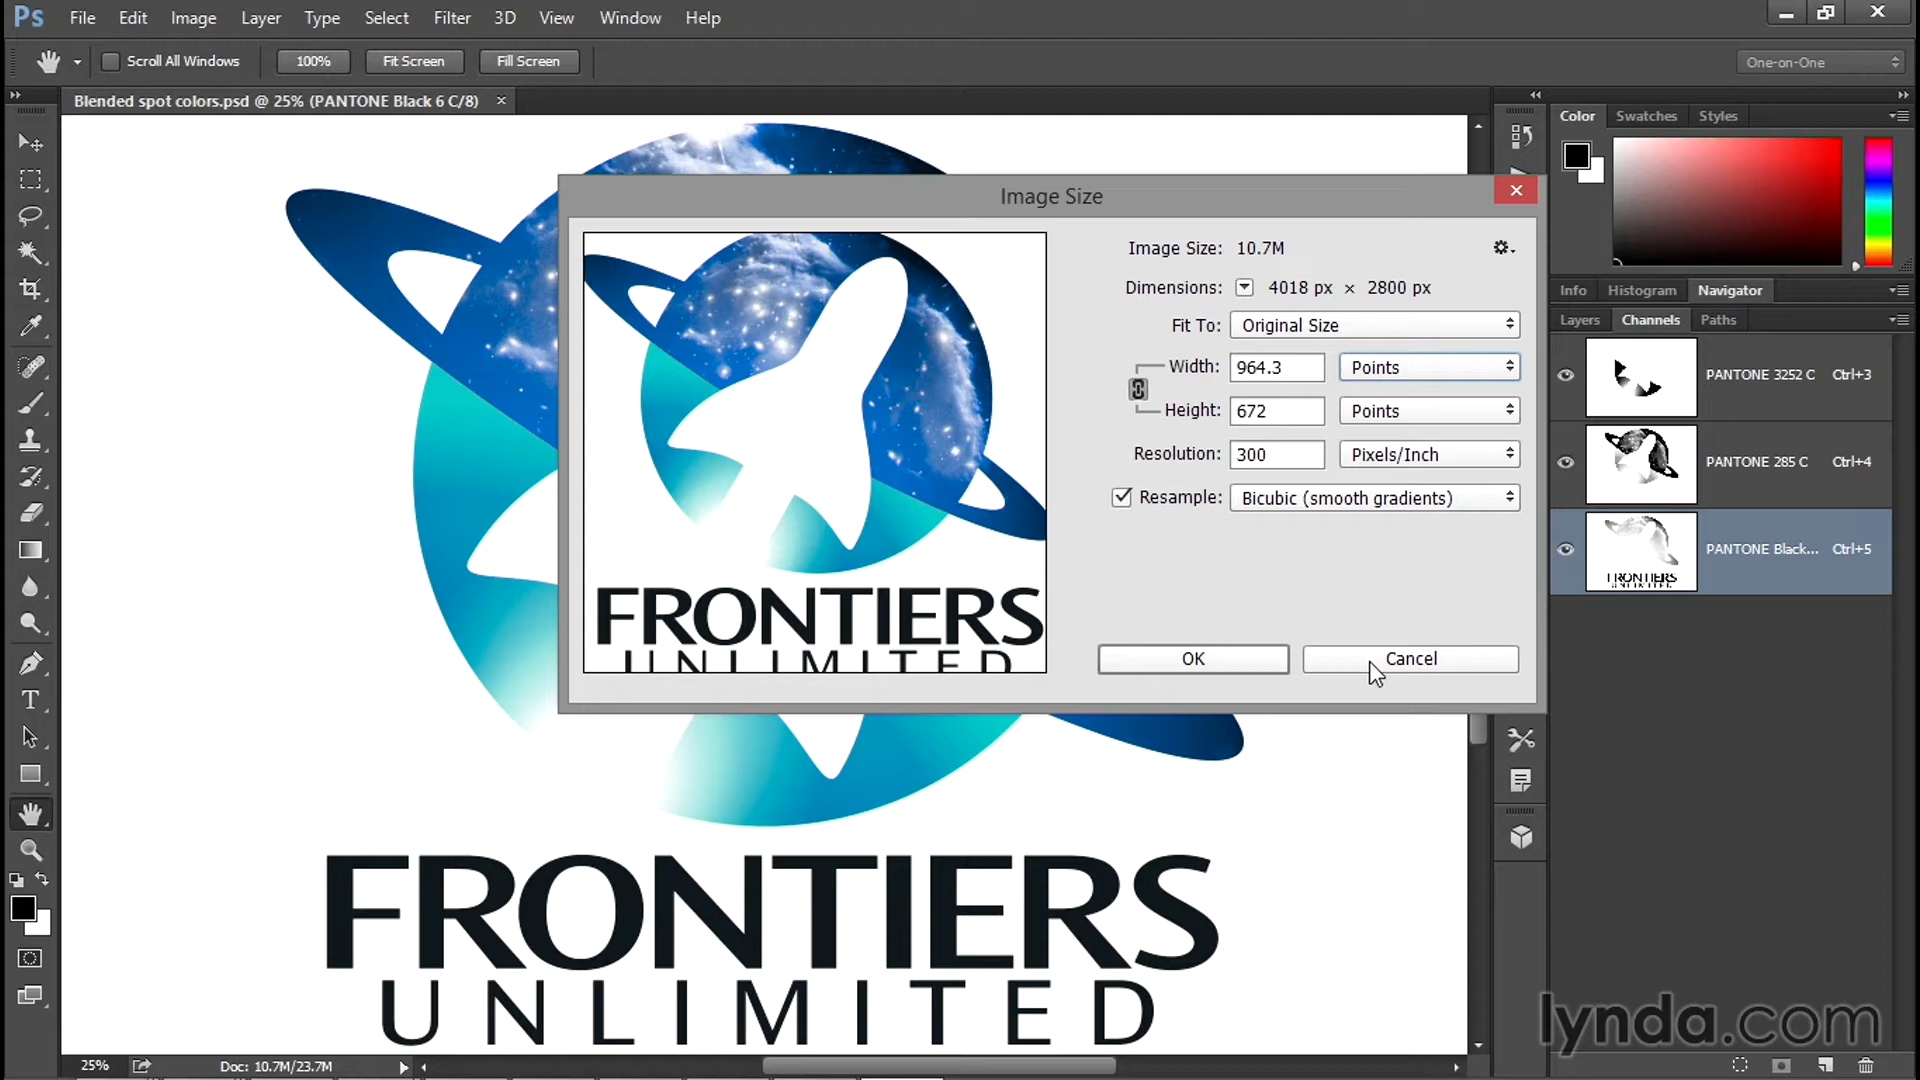 Ps File Edit Image Layer Type Select Filter 3D View Window Help
Scroll All Windows 100% Fit Screen Fill Screen One-on-One
Blended spot colors.psd @ 25% (PANTONE Black 6 C/8) ×
Color Swatches Styles
Image Size
Image Size: 10.7M
Dimensions: 4018 px × 2800 px
Fit To: Original Size
Width: 964.3 Points
Height: 672 Points
Resolution: 300 Pixels/Inch
Resample: Bicubic (smooth gradients)
OK Cancel
FRONTIERS
UNLIMITED
Info Histogram Navigator
Layers Channels Paths
PANTONE 3252 C Ctrl+3
PANTONE 285 C Ctrl+4
PANTONE Black... Ctrl+5
FRONTIERS
UNLIMITED
FRONTIERS
UNLIMITED
T
lynda.com
25% Doc: 10.7M/23.7M